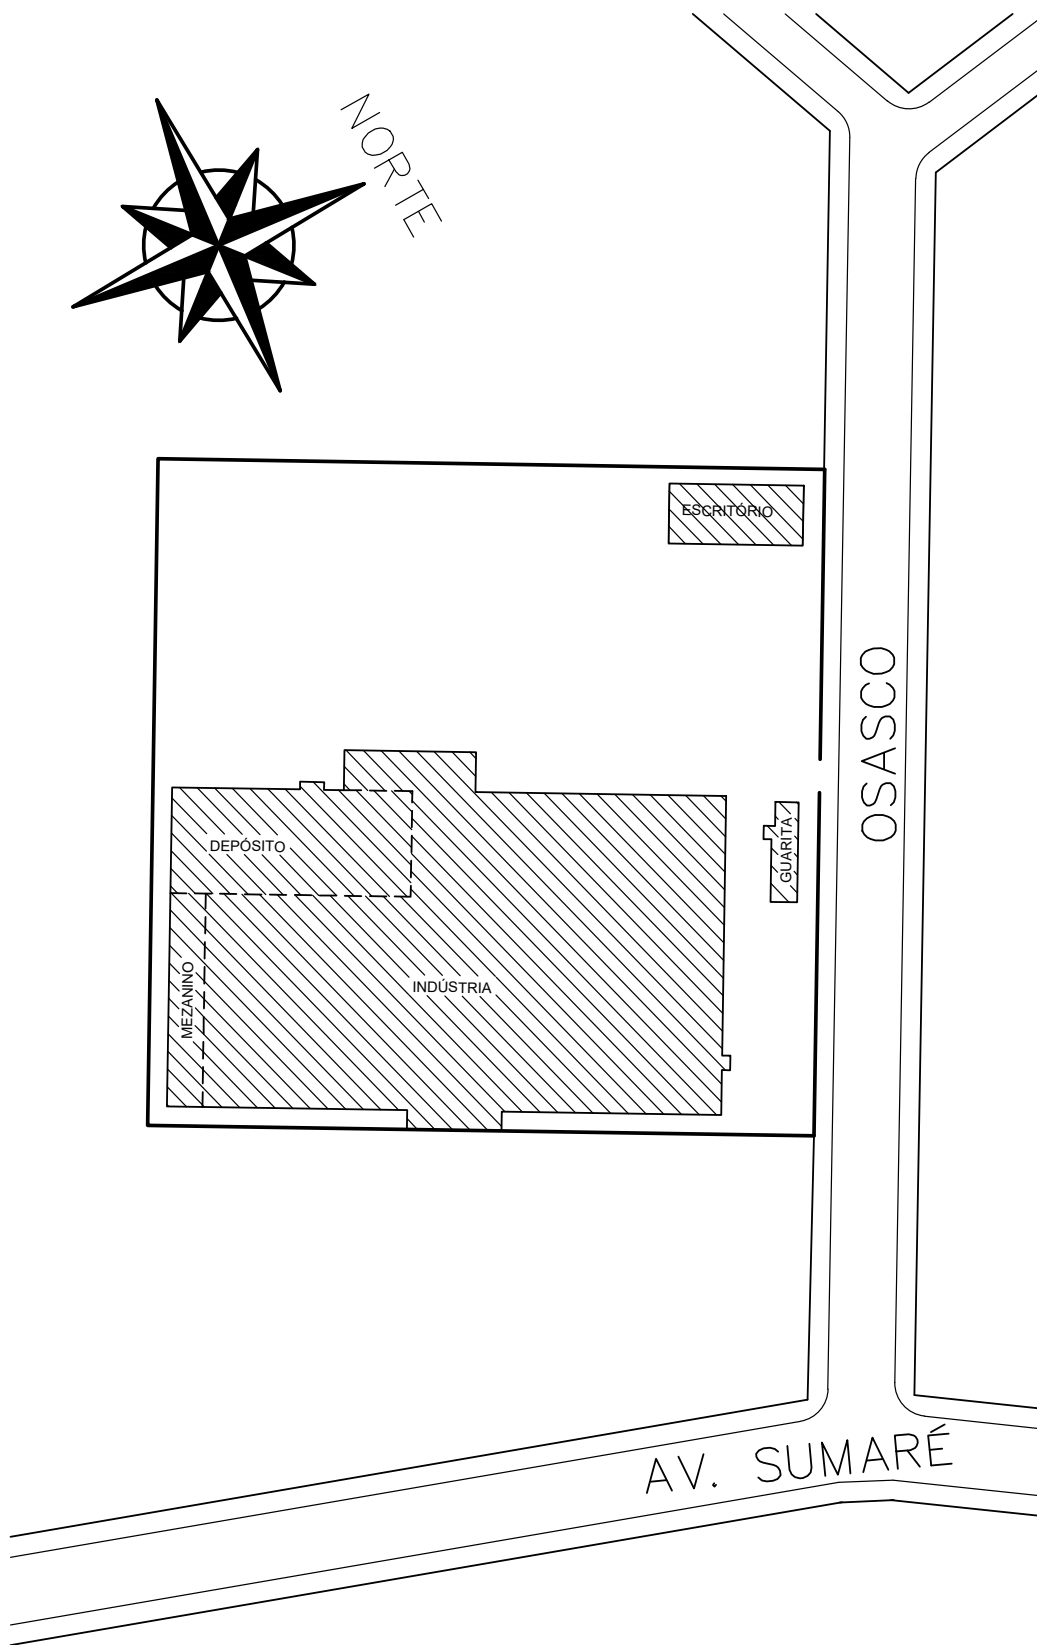 NORTE
ESCRITÓRIO
OSASCO
GUARITA
DEPÓSITO
MEZANINO
INDÚSTRIA
AV. SUMARÉ